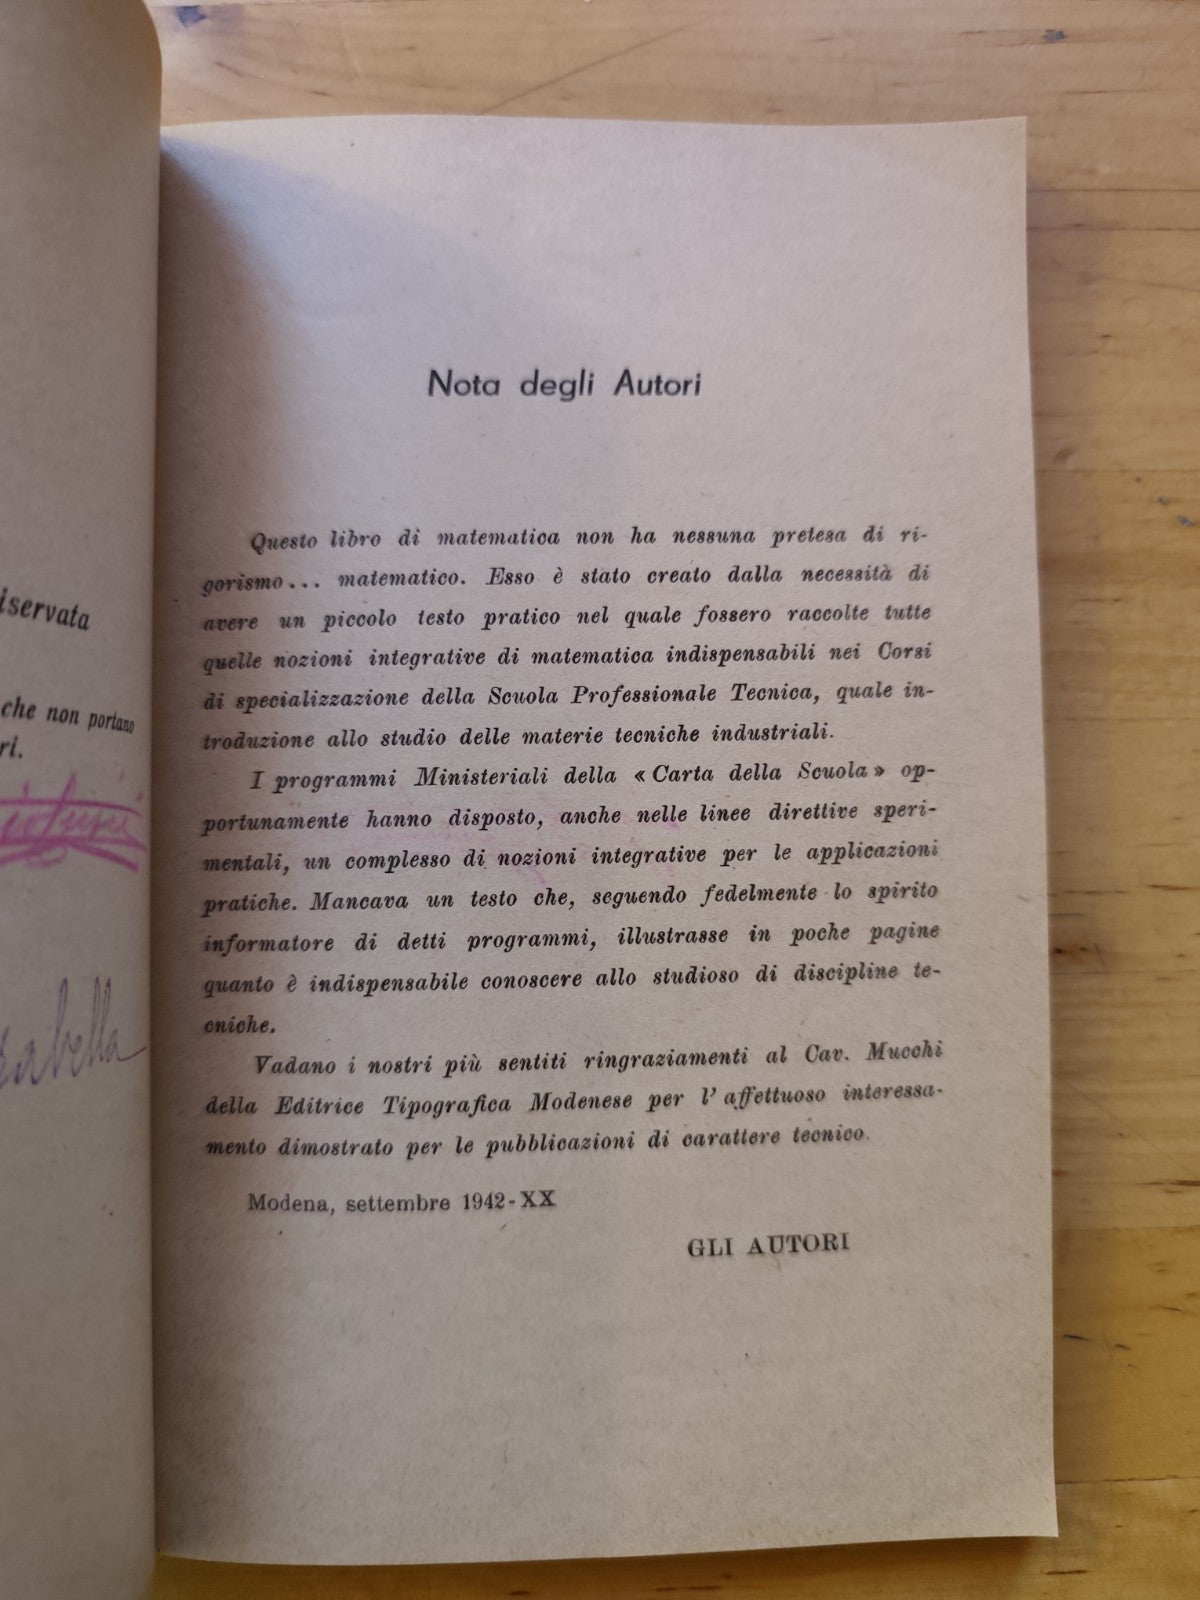 iservata
che non portano
ri.
Nota degli Autori
Questo libro di matematica non ha nessuna pretesa di ri-
gorismo... matematico. Esso è stato creato dalla necessità di
avere un piccolo testo pratico nel quale fossero raccolte tutte
quelle nozioni integrative di matematica indispensabili nei Corsi
di specializzazione della Scuola Professionale Tecnica, quale in-
troduzione allo studio delle materie tecniche industriali.
I programmi Ministeriali della « Carta della Scuola » op-
portunamente hanno disposto, anche nelle linee direttive speri-
mentali, un complesso di nozioni integrative per le applicazioni
pratiche. Mancava un testo che, seguendo fedelmente lo spirito
informatore di detti programmi, illustrasse in poche pagine
quanto è indispensabile conoscere allo studioso di discipline te-
cniche.
Vadano i nostri più sentiti ringraziamenti al Cav. Mucchi
della Editrice Tipografica Modenese per l' affettuoso interessa-
mento dimostrato per le pubblicazioni di carattere tecnico.
Modena, settembre 1942-XX
GLI AUTORI